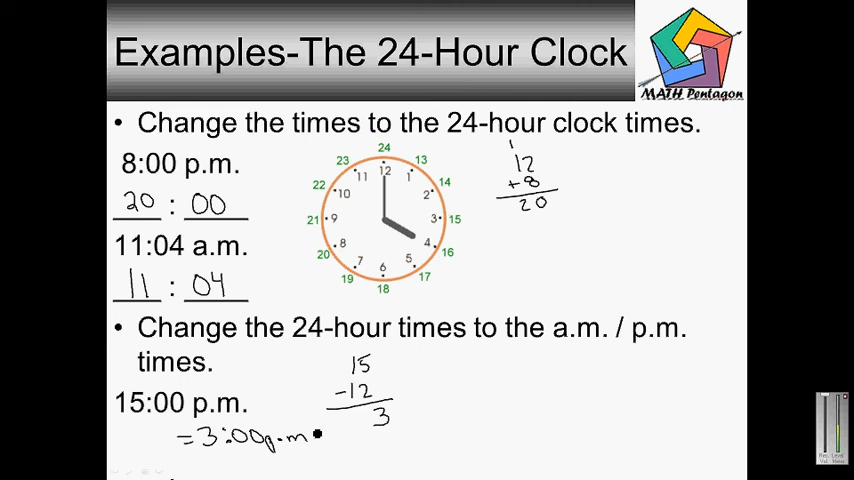 Examples-The 24-Hour Clock
MATH Pentagon
• Change the times to the 24-hour clock times.
8:00 p.m.
20 : 00
11:04 a.m.
11 : 04
24
23 13
22 14
21 15
20 16
19 17
18
12
11 1
10 2
9 3
8 4
7 5
6
1
12
+8
20
• Change the 24-hour times to the a.m. / p.m.
times.
15:00 p.m.
=3:00p.m.
15
-12
3